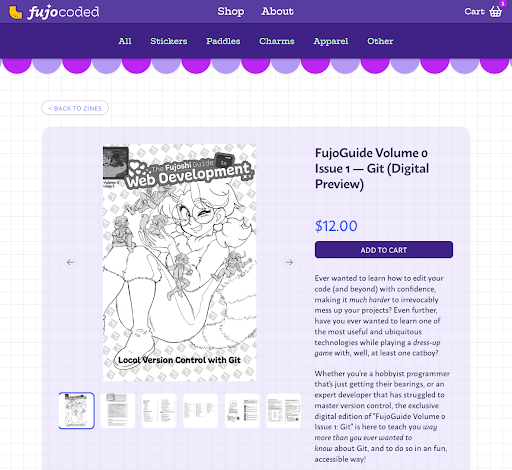 fujocoded
Shop
About
Cart
1
All
Stickers
Paddles
Charms
Apparel
Other
< BACK TO ZINES
The Fujoshi Guide
to
Web Development
Local Version Control with Git
FujoGuide Volume 0
Issue 1 — Git (Digital
Preview)
$12.00
ADD TO CART
Ever wanted to learn how to edit your
code (and beyond) with confidence,
making it much harder to irrevocably
mess up your projects? Even further,
have you ever wanted to learn one of
the most useful and ubiquitous
technologies while playing a dress-up
game with, well, at least one catboy?
Whether you're a hobbyist programmer
that's just getting their bearings, or an
expert developer that has struggled to
master version control, the exclusive
digital edition of "FujoGuide Volume 0
Issue 1: Git" is here to teach you way
more than you ever wanted to
know about Git, and to do so in an fun,
accessible way!